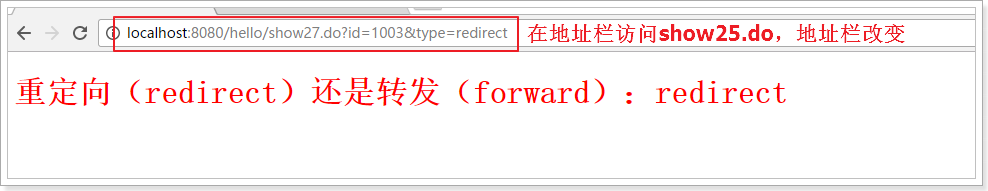 localhost:8080/hello/show27.do?id=1003&type=redirect
在地址栏访问show25.do，地址栏改变
重定向（redirect）还是转发（forward）：redirect